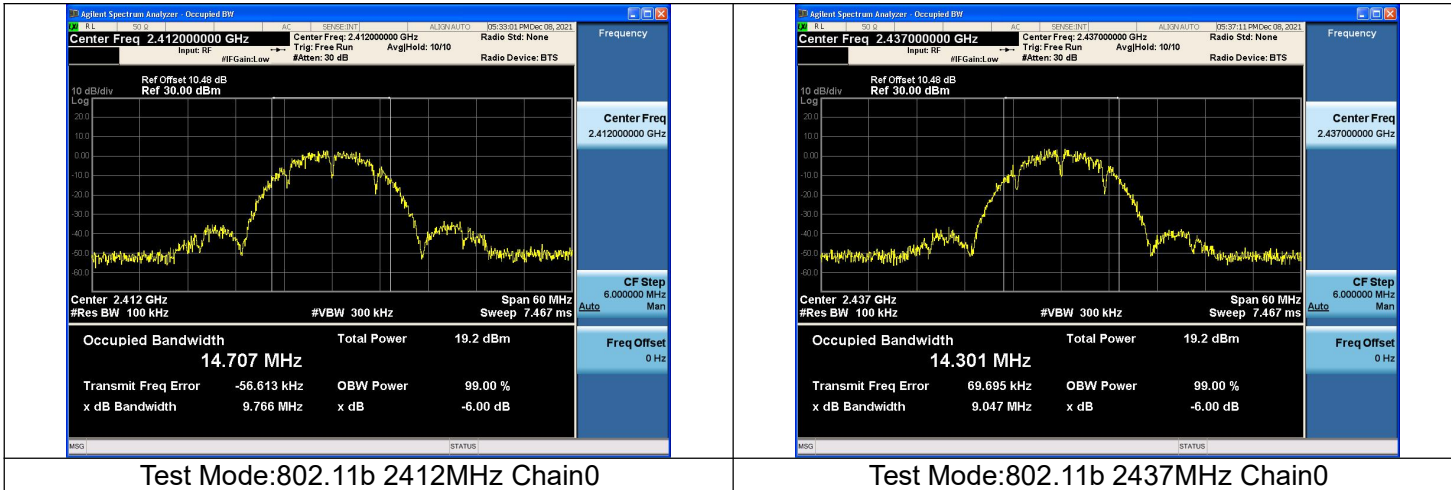 Agilent Spectrum Analyzer - Occupied BW
RL 50 Ω AC SENSE:INT ALIGN AUTO 05:33:01 PM Dec 08, 2021
Center Freq 2.412000000 GHz Center Freq: 2.412000000 GHz Radio Std: None Frequency
Input: RF Trig: Free Run Avg|Hold: 10/10
#IFGain:Low #Atten: 30 dB Radio Device: BTS
Ref Offset 10.48 dB
10 dB/div Ref 30.00 dBm
Log
20.0
10.0
0.00
-10.0
-20.0
-30.0
-40.0
-50.0
-60.0
Center Freq
2.412000000 GHz
Center 2.412 GHz Span 60 MHz
#Res BW 100 kHz #VBW 300 kHz Sweep 7.467 ms
CF Step
6.000000 MHz
Auto Man
Occupied Bandwidth Total Power 19.2 dBm
14.707 MHz
Transmit Freq Error -56.613 kHz OBW Power 99.00 %
x dB Bandwidth 9.766 MHz x dB -6.00 dB
Freq Offset
0 Hz
MSG STATUS
Test Mode:802.11b 2412MHz Chain0
Agilent Spectrum Analyzer - Occupied BW
RL 50 Ω AC SENSE:INT ALIGN AUTO 05:37:11 PM Dec 08, 2021
Center Freq 2.437000000 GHz Center Freq: 2.437000000 GHz Radio Std: None Frequency
Input: RF Trig: Free Run Avg|Hold: 10/10
#IFGain:Low #Atten: 30 dB Radio Device: BTS
Ref Offset 10.48 dB
10 dB/div Ref 30.00 dBm
Log
20.0
10.0
0.00
-10.0
-20.0
-30.0
-40.0
-50.0
-60.0
Center Freq
2.437000000 GHz
Center 2.437 GHz Span 60 MHz
#Res BW 100 kHz #VBW 300 kHz Sweep 7.467 ms
CF Step
6.000000 MHz
Auto Man
Occupied Bandwidth Total Power 19.2 dBm
14.301 MHz
Transmit Freq Error 69.695 kHz OBW Power 99.00 %
x dB Bandwidth 9.047 MHz x dB -6.00 dB
Freq Offset
0 Hz
MSG STATUS
Test Mode:802.11b 2437MHz Chain0